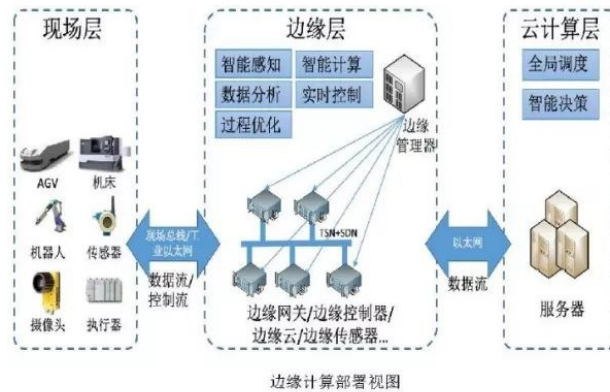 现场层
AGV
机床
机器人
传感器
摄像头
执行器
现场总线/工
业以太网
数据流/
控制流
边缘层
智能感知
智能计算
数据分析
实时控制
过程优化
边缘
管理器
TSN+SDN
边缘网关/边缘控制器/
边缘云/边缘传感器...
以太网
数据流
云计算层
全局调度
智能决策
服务器
边缘计算部署视图